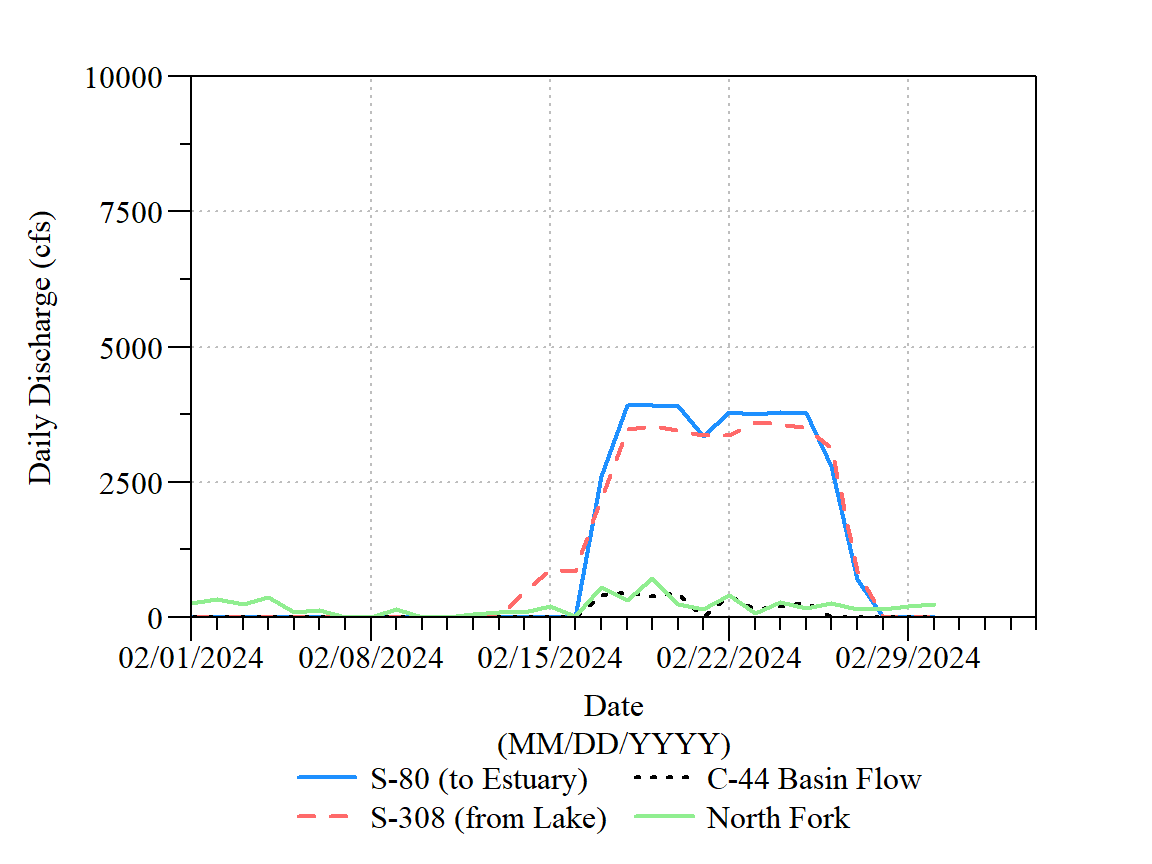 10000
7500
5000
2500
0
Daily Discharge (cfs)
02/01/2024 02/08/2024 02/15/2024 02/22/2024 02/29/2024
Date
(MM/DD/YYYY)
S-80 (to Estuary) C-44 Basin Flow
S-308 (from Lake) North Fork